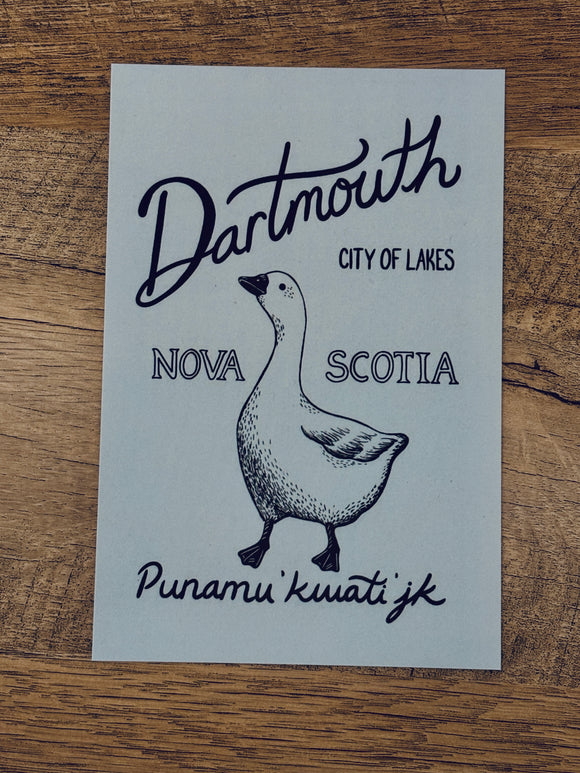 Dartmouth
CITY OF LAKES
NOVA SCOTIA
Punamu'kwati'jk